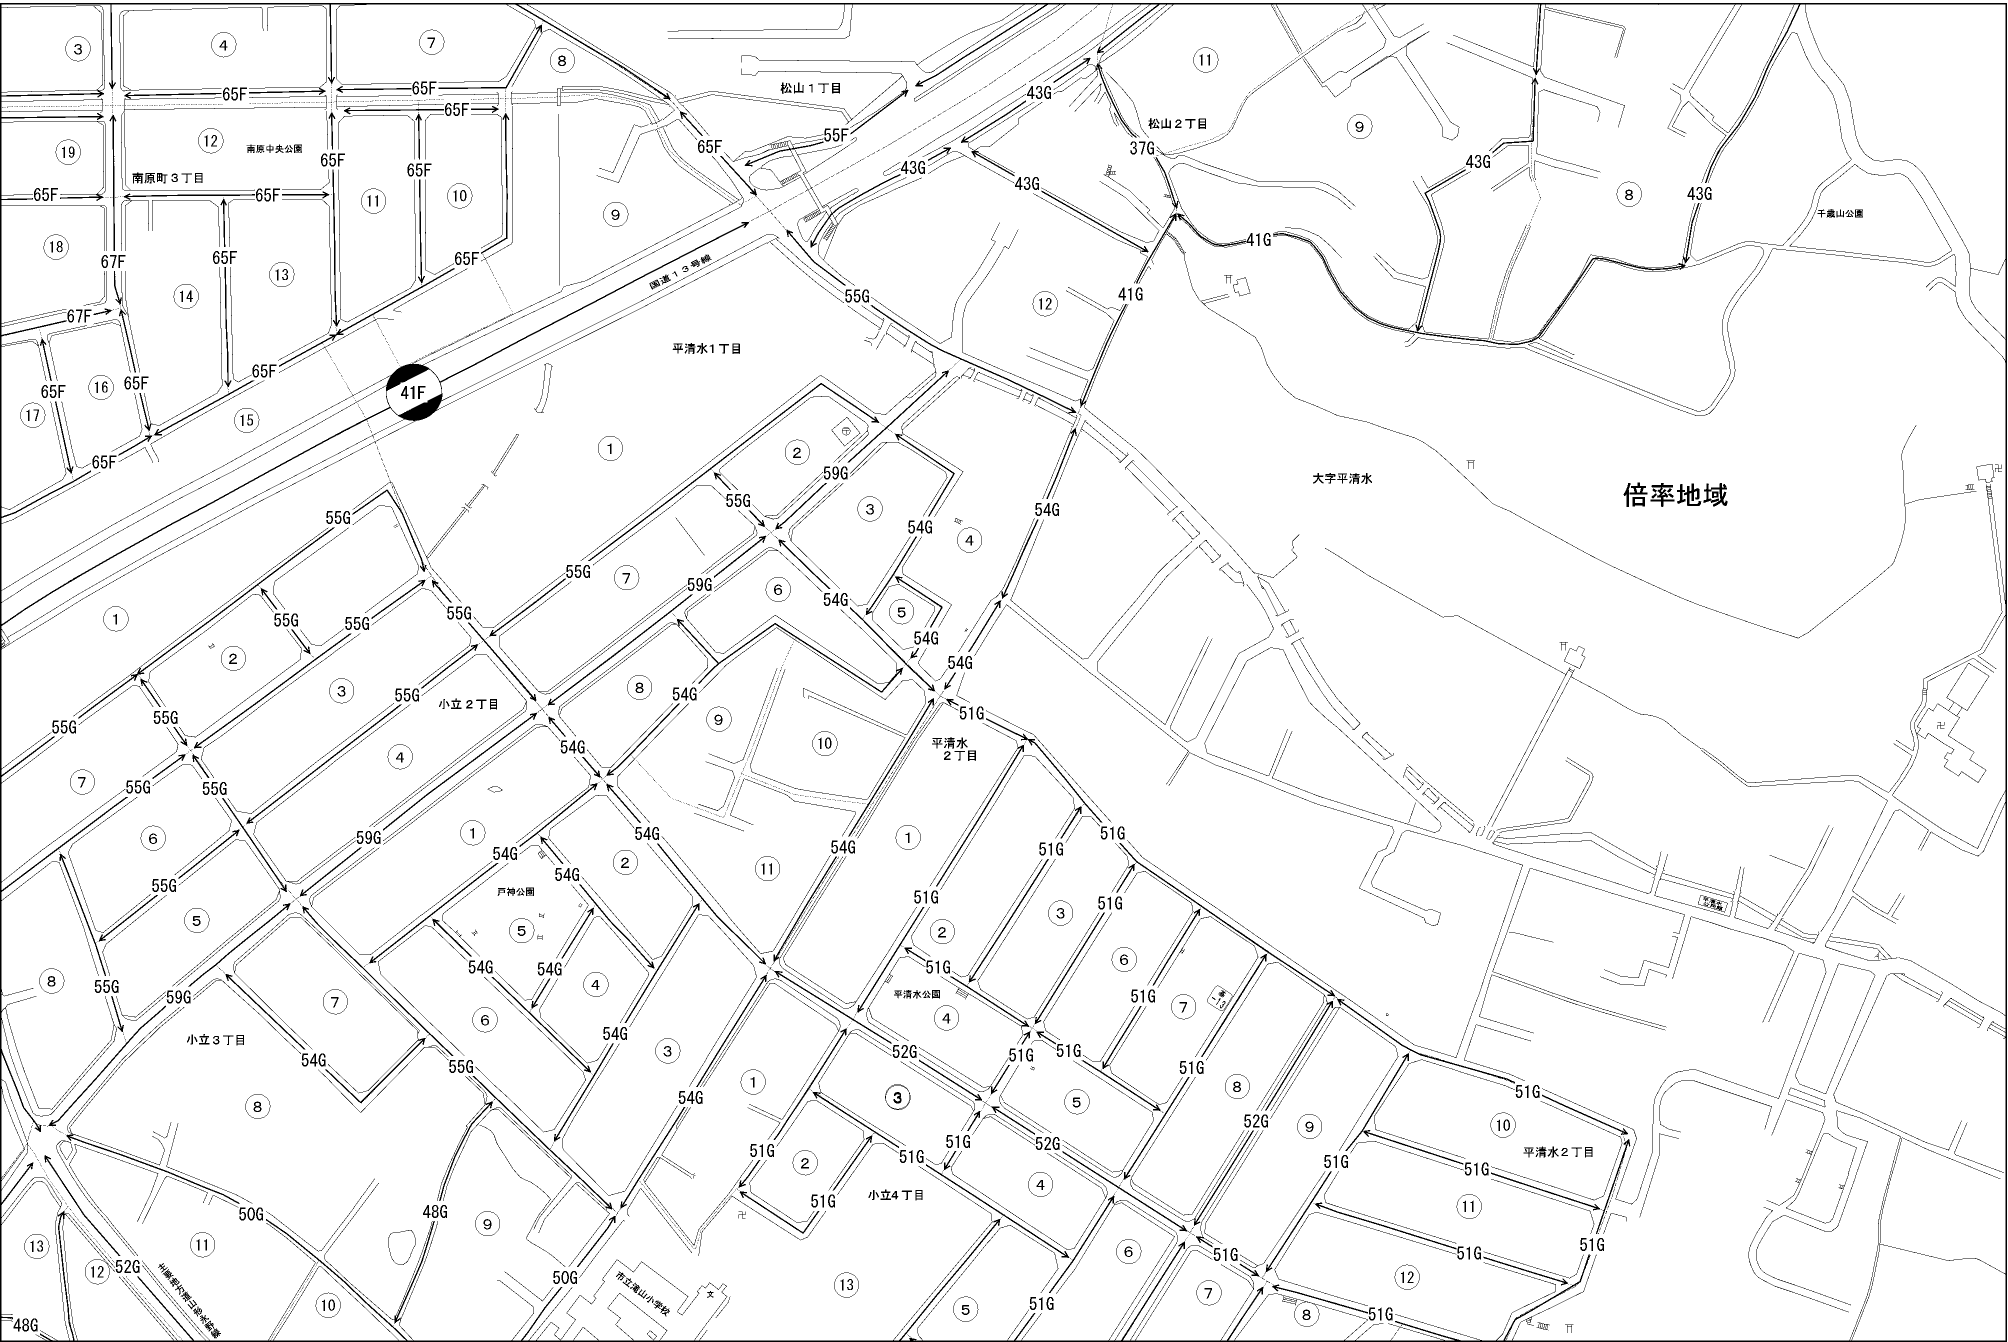 ③
④
⑦
⑧
⑪
65F
65F
65F
松山１丁目
43G
⑨
⑲
⑫
南原中央公園
南原町３丁目
65F
65F
65F
65F
55F
37G
松山２丁目
43G
43G
43G
43G
⑧
千歳山公園
65F
⑪
⑩
⑨
⑱
67F
65F
⑬
⑭
65F
国道１３号線
55G
⑫
41G
41G
67F
65F
⑯
65F
65F
⑰
⑮
65F
41F
平清水１丁目
①
②
59G
55G
③
54G
54G
④
大字平清水
倍率地域
55G
①
55G
②
55G
③
55G
55G
⑦
59G
⑥
54G
⑤
54G
54G
55G
55G
⑦
55G
⑥
55G
小立２丁目
55G
④
⑧
54G
⑨
⑩
54G
51G
平清水
２丁目
55G
⑤
59G
①
54G
54G
戸神公園
⑤
54G
②
54G
⑪
54G
①
51G
②
51G
③
51G
51G
51G
⑥
⑦
51G
⑧
55G
59G
⑦
小立３丁目
54G
⑧
54G
54G
④
54G
⑥
55G
③
54G
平清水公園
④
52G
51G
51G
⑤
51G
⑧
52G
⑨
51G
⑩
平清水２丁目
①
③
51G
②
51G
51G
51G
52G
④
小立４丁目
51G
51G
⑪
51G
51G
⑫
51G
50G
48G
⑨
⑪
⑬
⑫
52G
⑩
48G
50G
市立滝山小学校
⑬
⑤
51G
⑥
51G
⑦
⑧
51G